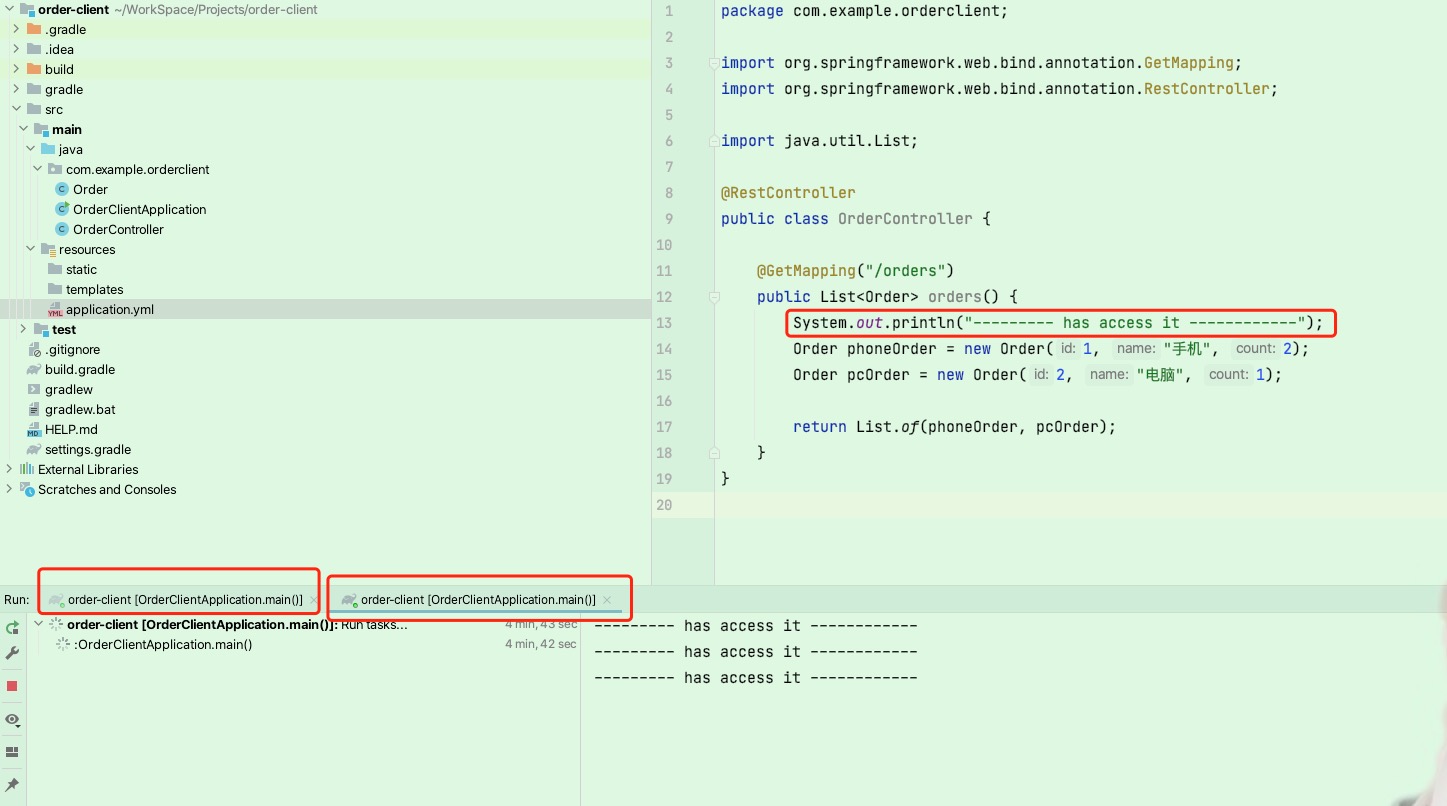 order-client ~/WorkSpace/Projects/order-client
.gradle
.idea
build
gradle
src
main
java
com.example.orderclient
Order
OrderClientApplication
OrderController
resources
static
templates
application.yml
test
.gitignore
build.gradle
gradlew
gradlew.bat
HELP.md
settings.gradle
External Libraries
Scratches and Consoles
1 package com.example.orderclient;
2
3 import org.springframework.web.bind.annotation.GetMapping;
4 import org.springframework.web.bind.annotation.RestController;
5
6 import java.util.List;
7
8 @RestController
9 public class OrderController {
10
11 @GetMapping("/orders")
12 public List<Order> orders() {
13 System.out.println("--------- has access it ------------");
14 Order phoneOrder = new Order( id: 1, name: "手机", count: 2);
15 Order pcOrder = new Order( id: 2, name: "电脑", count: 1);
16
17 return List.of(phoneOrder, pcOrder);
18 }
19 }
20
Run: order-client [OrderClientApplication.main()] order-client [OrderClientApplication.main()]
order-client [OrderClientApplication.main()]: Run tasks... 4 min, 43 sec
:OrderClientApplication.main() 4 min, 42 sec
--------- has access it ------------
--------- has access it ------------
--------- has access it ------------